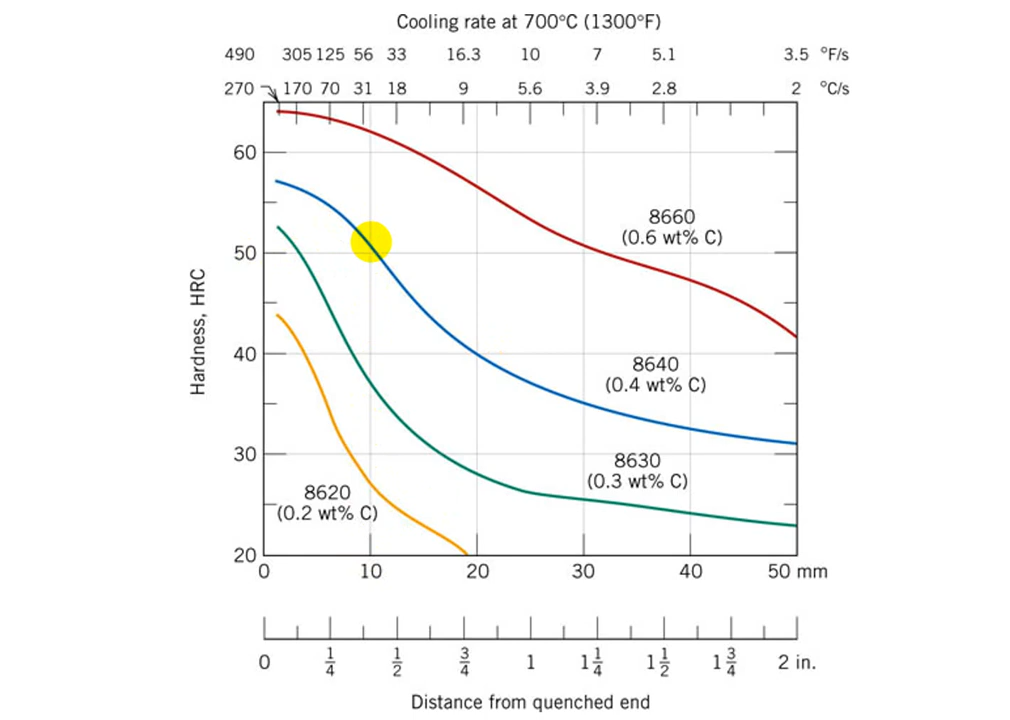 Cooling rate at 700°C (1300°F)
490 305 125 56 33 16.3 10 7 5.1 3.5 °F/s
270 170 70 31 18 9 5.6 3.9 2.8 2 °C/s
60
8660
(0.6 wt% C)
50
Hardness, HRC
40
8640
(0.4 wt% C)
30
8630
(0.3 wt% C)
8620
(0.2 wt% C)
20
0 10 20 30 40 50 mm
0 1/4 1/2 3/4 1 1 1/4 1 1/2 1 3/4 2 in.
Distance from quenched end